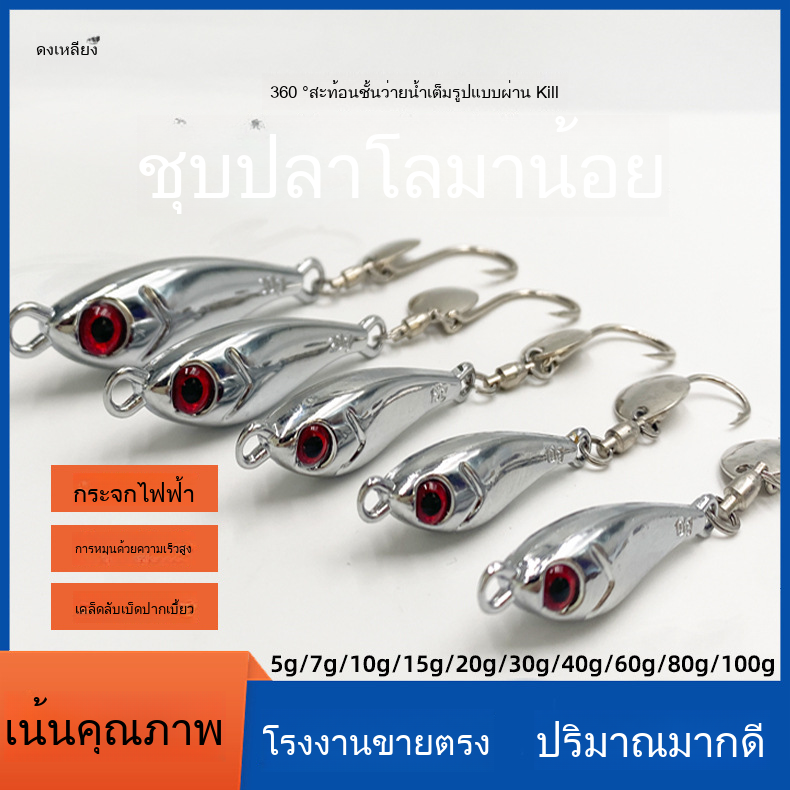 ดงเหลียง
360 °สะท้อนชั้นว่ายน้ำเต็มรูปแบบผ่าน Kill
ชุบปลาโลมาน้อย
กระจกไฟฟ้า
การหมุนด้วยความเร็วสูง
เคล็ดลับเบ็ดปากเบี้ยว
5g/7g/10g/15g/20g/30g/40g/60g/80g/100g
เน้นคุณภาพ
โรงงานขายตรง
ปริมาณมากดี